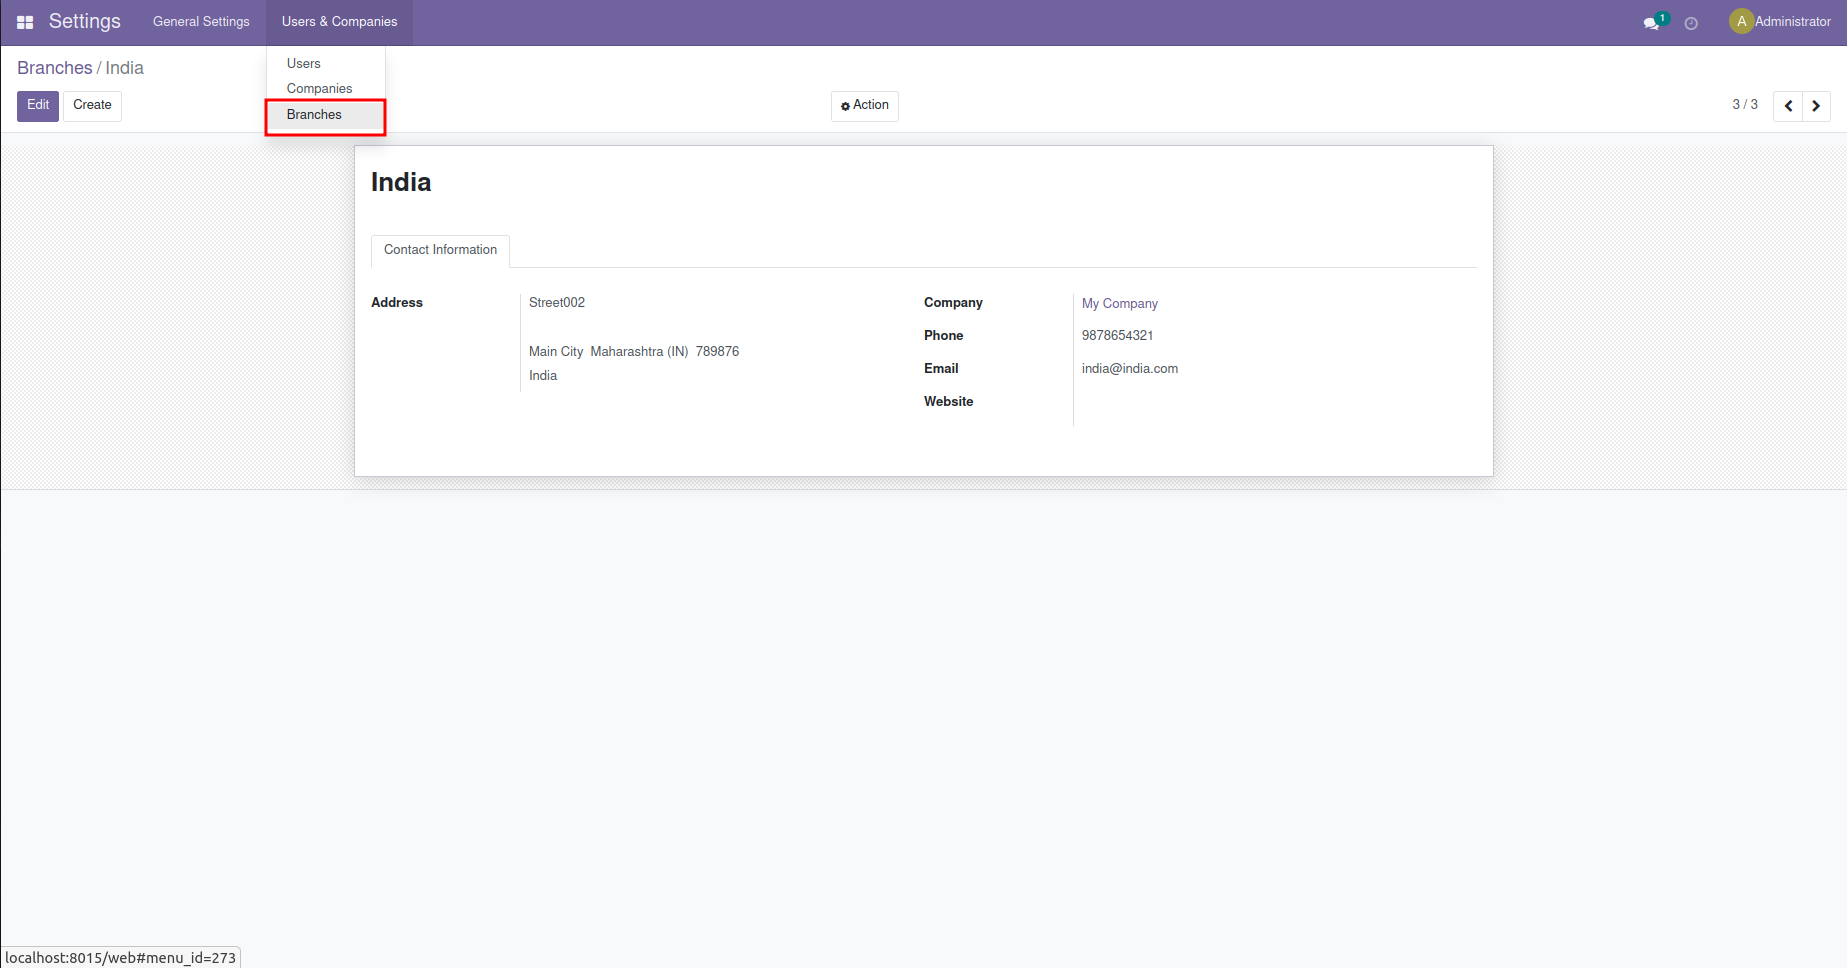 Settings General Settings Users & Companies 1 A Administrator
Branches / India
Users
Companies
Branches
Edit Create Action 3 / 3
India
Contact Information
Address Street002
Main City Maharashtra (IN) 789876
India
Company My Company
Phone 9878654321
Email india@india.com
Website
localhost:8015/web#menu_id=273